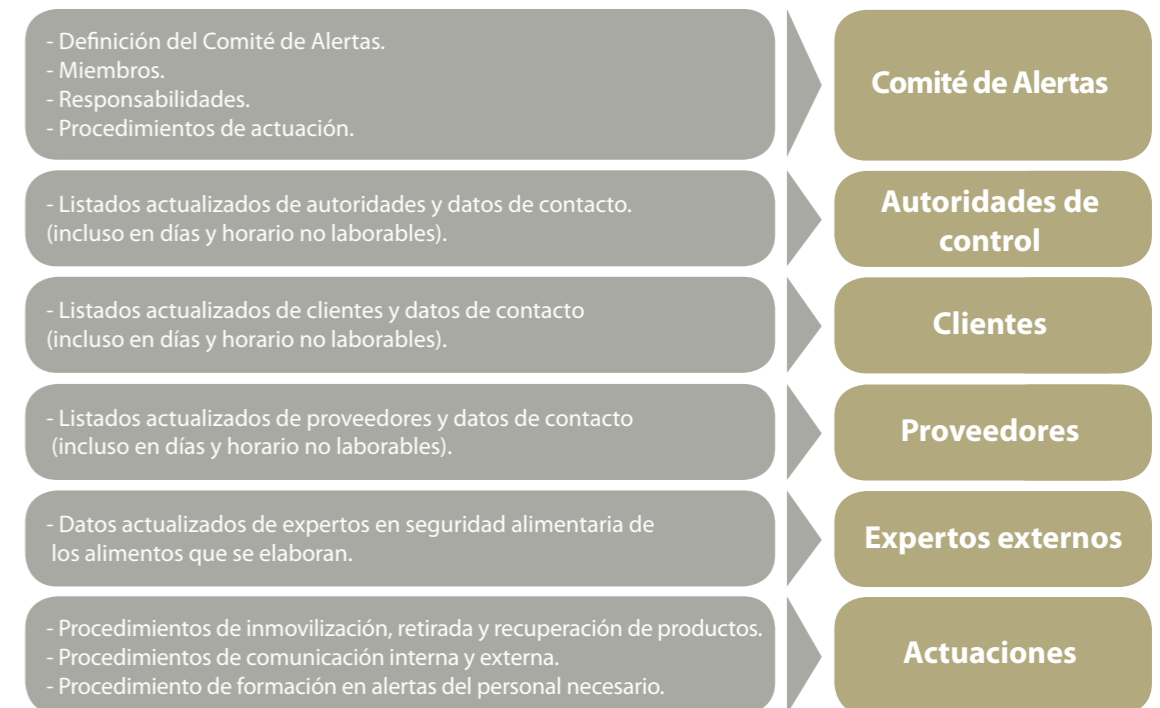 - Definición del Comité de Alertas.
- Miembros.
- Responsabilidades.
- Procedimientos de actuación.
Comité de Alertas
- Listados actualizados de autoridades y datos de contacto.
(incluso en días y horario no laborables).
Autoridades de
control
- Listados actualizados de clientes y datos de contacto
(incluso en días y horario no laborables).
Clientes
- Listados actualizados de proveedores y datos de contacto
(incluso en días y horario no laborables).
Proveedores
- Datos actualizados de expertos en seguridad alimentaria de
los alimentos que se elaboran.
Expertos externos
- Procedimientos de inmovilización, retirada y recuperación de productos.
- Procedimientos de comunicación interna y externa.
- Procedimiento de formación en alertas del personal necesario.
Actuaciones